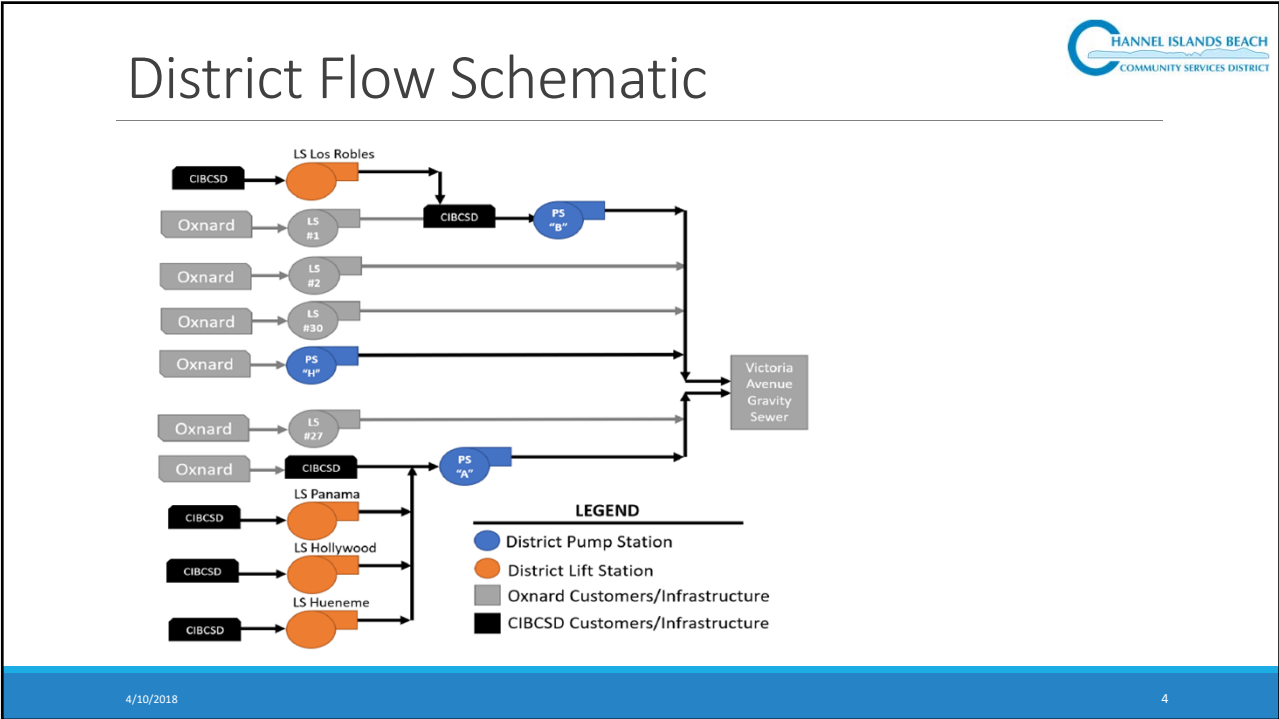 District Flow Schematic
HANNEL ISLANDS BEACH
COMMUNITY SERVICES DISTRICT
LS Los Robles
CIBCSD
Oxnard
LS
#1
CIBCSD
PS
"B"
Oxnard
LS
#2
Oxnard
LS
#30
Oxnard
PS
"H"
Victoria
Avenue
Gravity
Sewer
Oxnard
LS
#27
Oxnard
CIBCSD
PS
"A"
LS Panama
CIBCSD
LS Hollywood
CIBCSD
LS Hueneme
CIBCSD
LEGEND
District Pump Station
District Lift Station
Oxnard Customers/Infrastructure
CIBCSD Customers/Infrastructure
4/10/2018
4